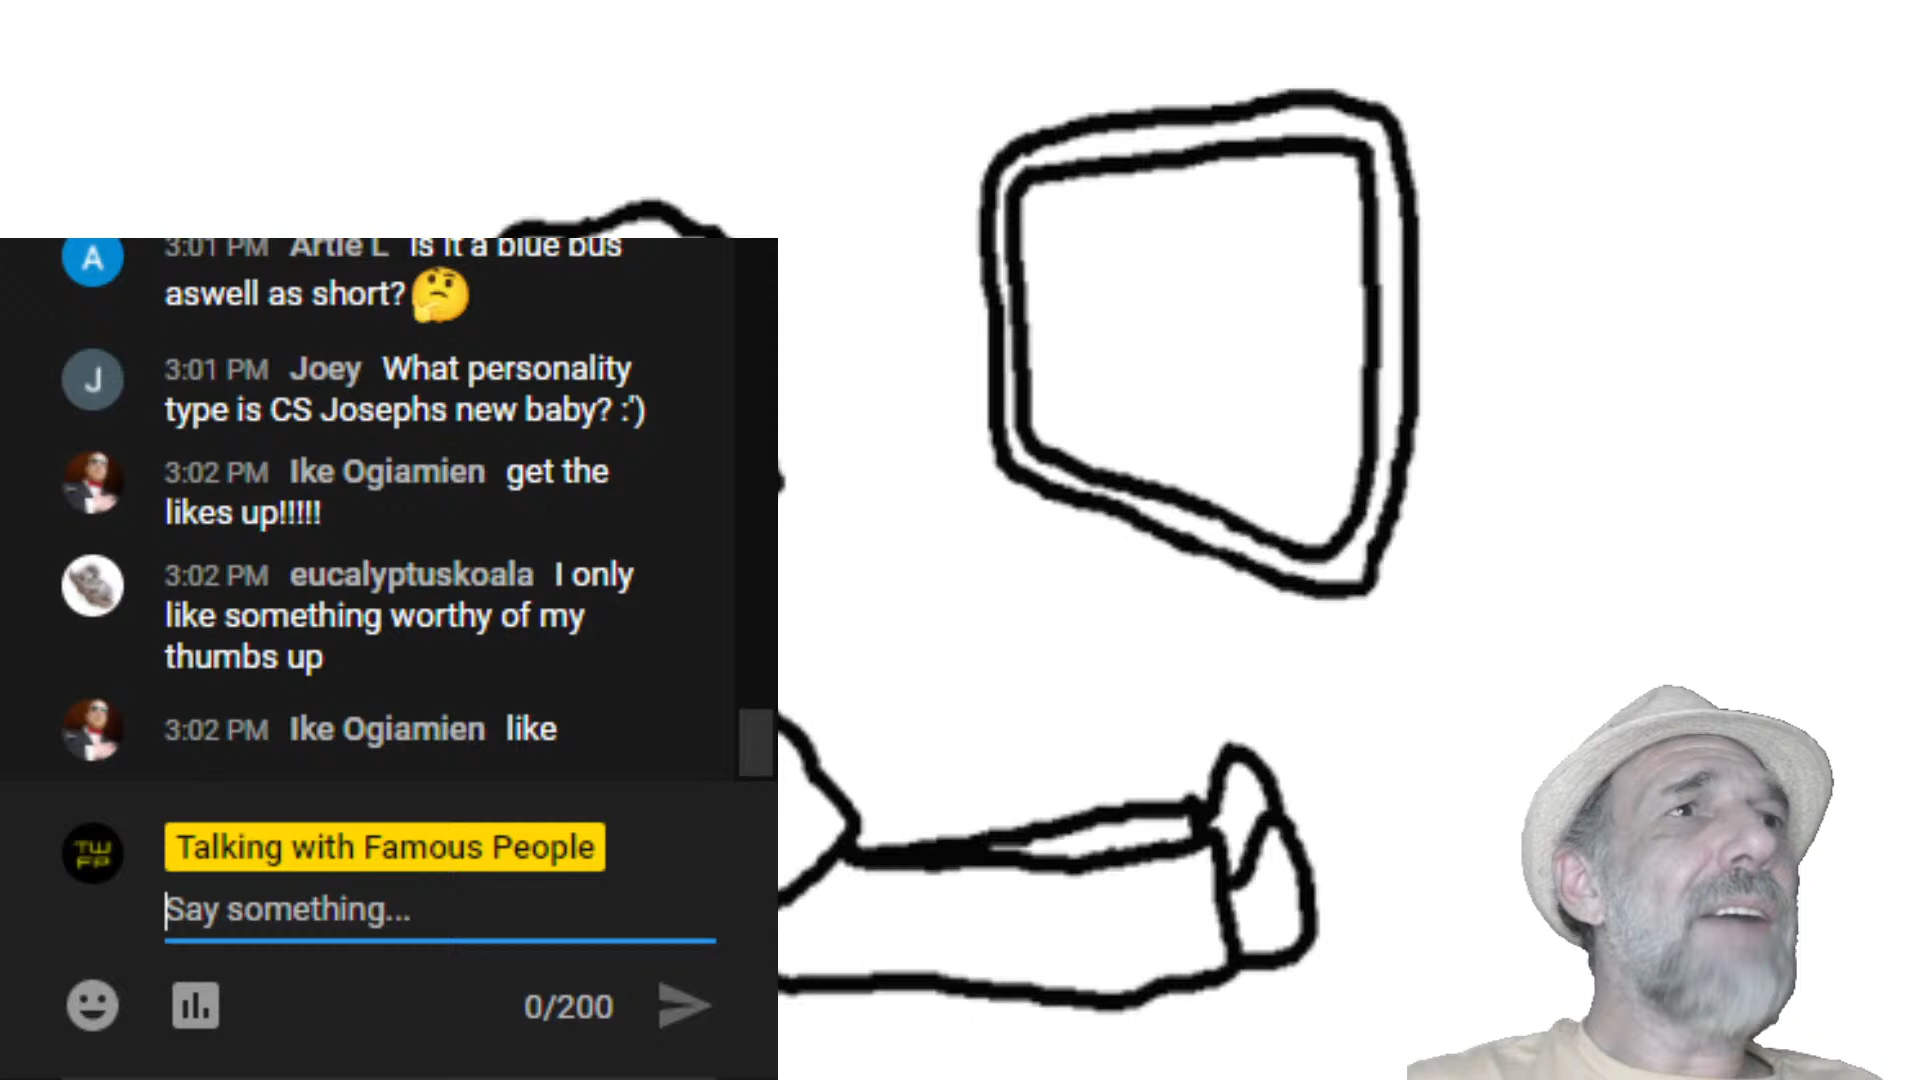 A 3:01 PM Artie L Is it a blue bus
aswell as short?🤔
J 3:01 PM Joey What personality
type is CS Josephs new baby? :')
3:02 PM Ike Ogiamien get the
likes up!!!!!
3:02 PM eucalyptuskoala I only
like something worthy of my
thumbs up
3:02 PM Ike Ogiamien like
TW
FP
Talking with Famous People
Say something...
0/200